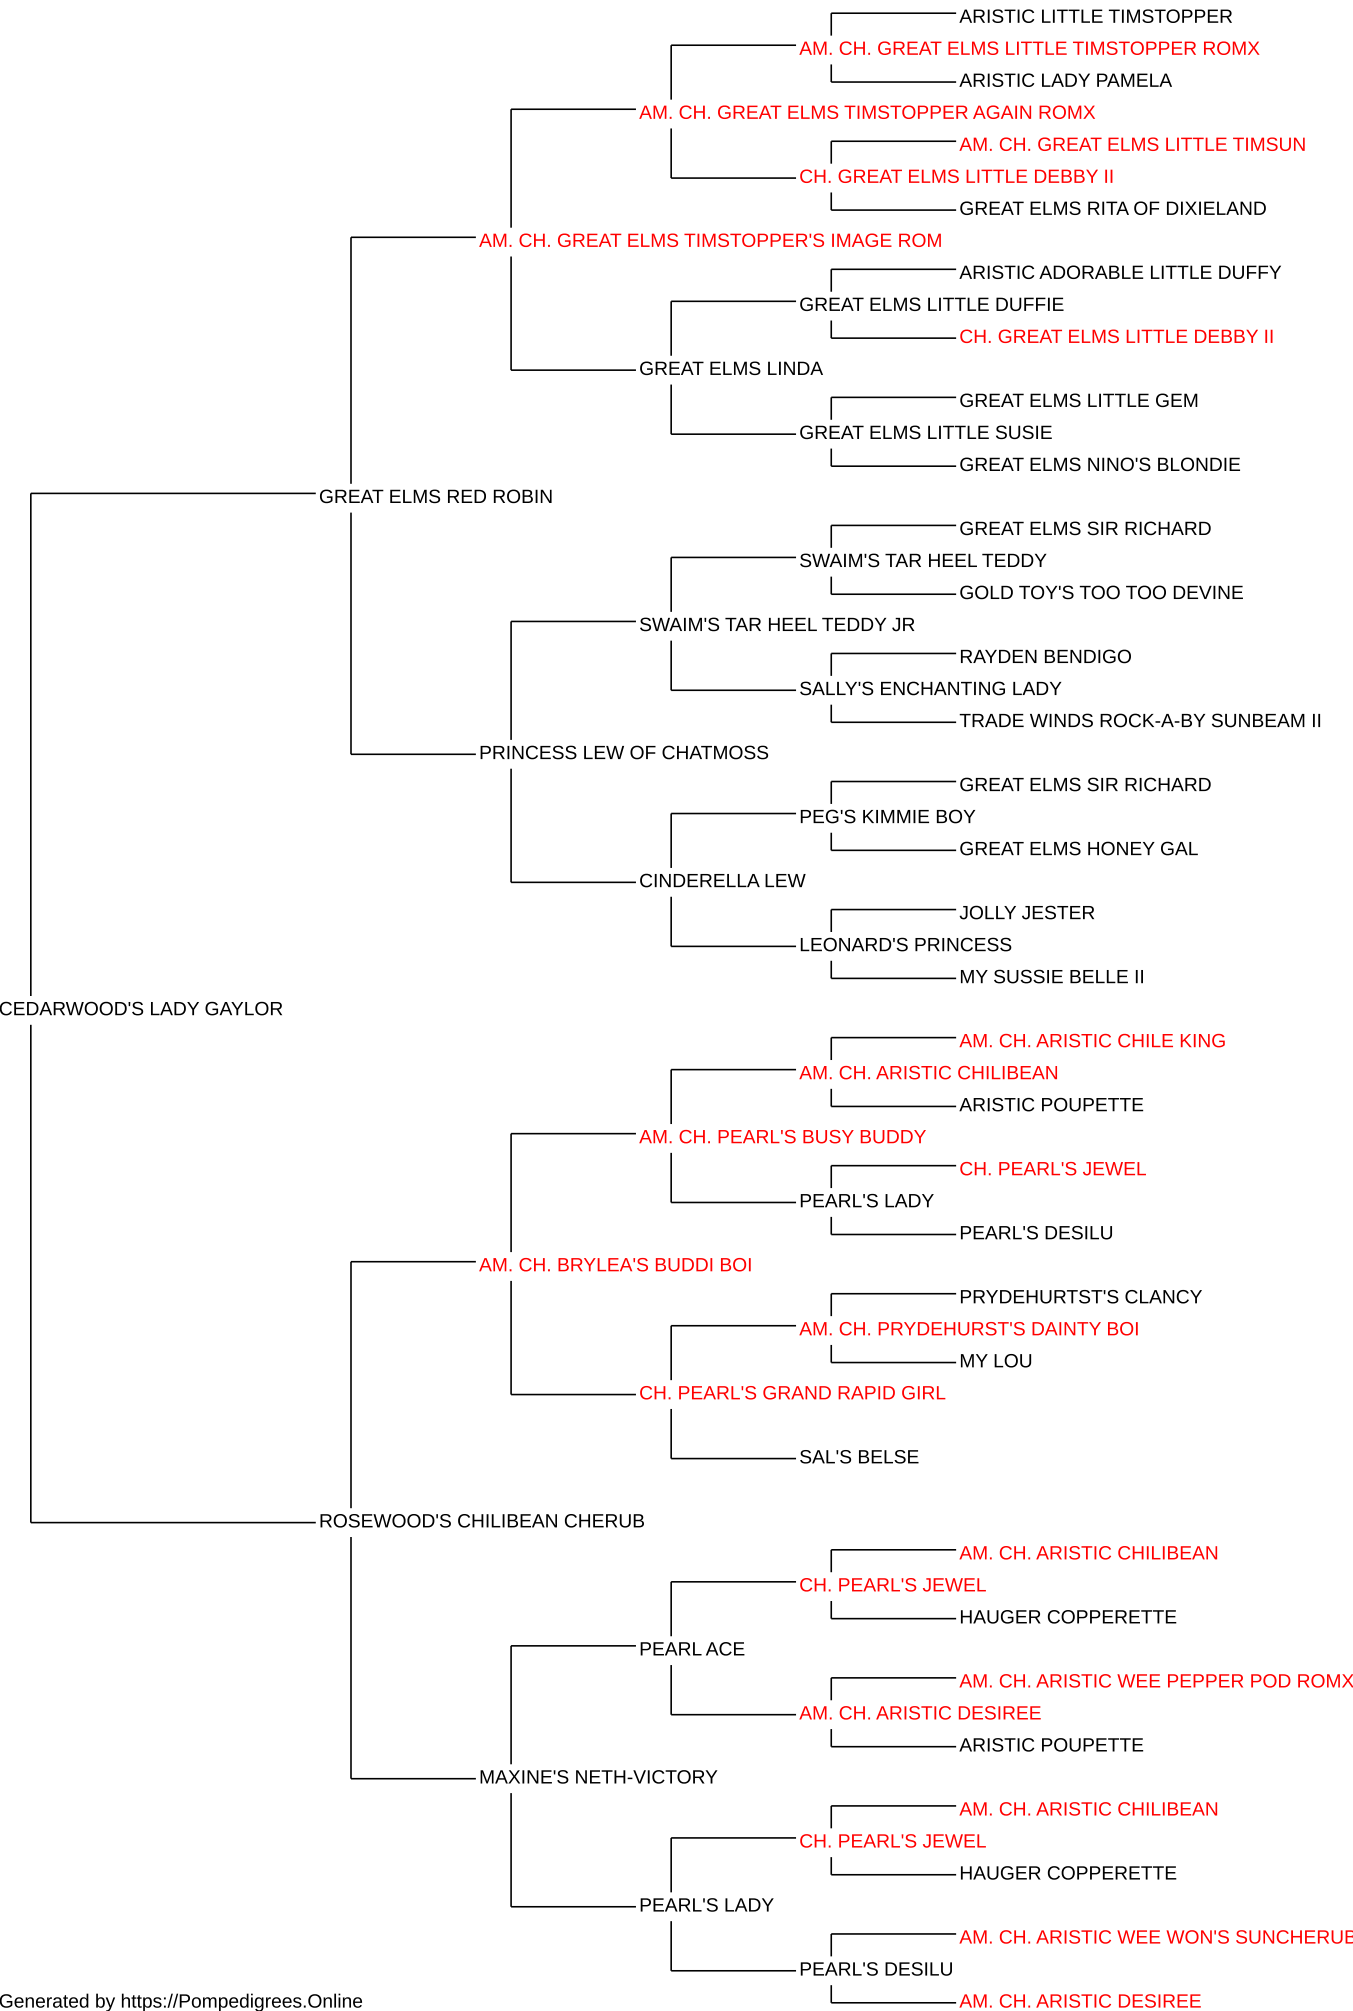 ARISTIC LITTLE TIMSTOPPER
AM. CH. GREAT ELMS LITTLE TIMSTOPPER ROMX
ARISTIC LADY PAMELA
AM. CH. GREAT ELMS TIMSTOPPER AGAIN ROMX
AM. CH. GREAT ELMS LITTLE TIMSUN
CH. GREAT ELMS LITTLE DEBBY II
GREAT ELMS RITA OF DIXIELAND
AM. CH. GREAT ELMS TIMSTOPPER'S IMAGE ROM
ARISTIC ADORABLE LITTLE DUFFY
GREAT ELMS LITTLE DUFFIE
CH. GREAT ELMS LITTLE DEBBY II
GREAT ELMS LINDA
GREAT ELMS LITTLE GEM
GREAT ELMS LITTLE SUSIE
GREAT ELMS NINO'S BLONDIE
GREAT ELMS RED ROBIN
GREAT ELMS SIR RICHARD
SWAIM'S TAR HEEL TEDDY
GOLD TOY'S TOO TOO DEVINE
SWAIM'S TAR HEEL TEDDY JR
RAYDEN BENDIGO
SALLY'S ENCHANTING LADY
TRADE WINDS ROCK-A-BY SUNBEAM II
PRINCESS LEW OF CHATMOSS
GREAT ELMS SIR RICHARD
PEG'S KIMMIE BOY
GREAT ELMS HONEY GAL
CINDERELLA LEW
JOLLY JESTER
LEONARD'S PRINCESS
MY SUSSIE BELLE II
CEDARWOOD'S LADY GAYLOR
AM. CH. ARISTIC CHILE KING
AM. CH. ARISTIC CHILIBEAN
ARISTIC POUPETTE
AM. CH. PEARL'S BUSY BUDDY
CH. PEARL'S JEWEL
PEARL'S LADY
PEARL'S DESILU
AM. CH. BRYLEA'S BUDDI BOI
PRYDEHURTST'S CLANCY
AM. CH. PRYDEHURST'S DAINTY BOI
MY LOU
CH. PEARL'S GRAND RAPID GIRL
SAL'S BELSE
ROSEWOOD'S CHILIBEAN CHERUB
AM. CH. ARISTIC CHILIBEAN
CH. PEARL'S JEWEL
HAUGER COPPERETTE
PEARL ACE
AM. CH. ARISTIC WEE PEPPER POD ROMX
AM. CH. ARISTIC DESIREE
ARISTIC POUPETTE
MAXINE'S NETH-VICTORY
AM. CH. ARISTIC CHILIBEAN
CH. PEARL'S JEWEL
HAUGER COPPERETTE
PEARL'S LADY
AM. CH. ARISTIC WEE WON'S SUNCHERUB
PEARL'S DESILU
AM. CH. ARISTIC DESIREE
Generated by https://Pompedigrees.Online